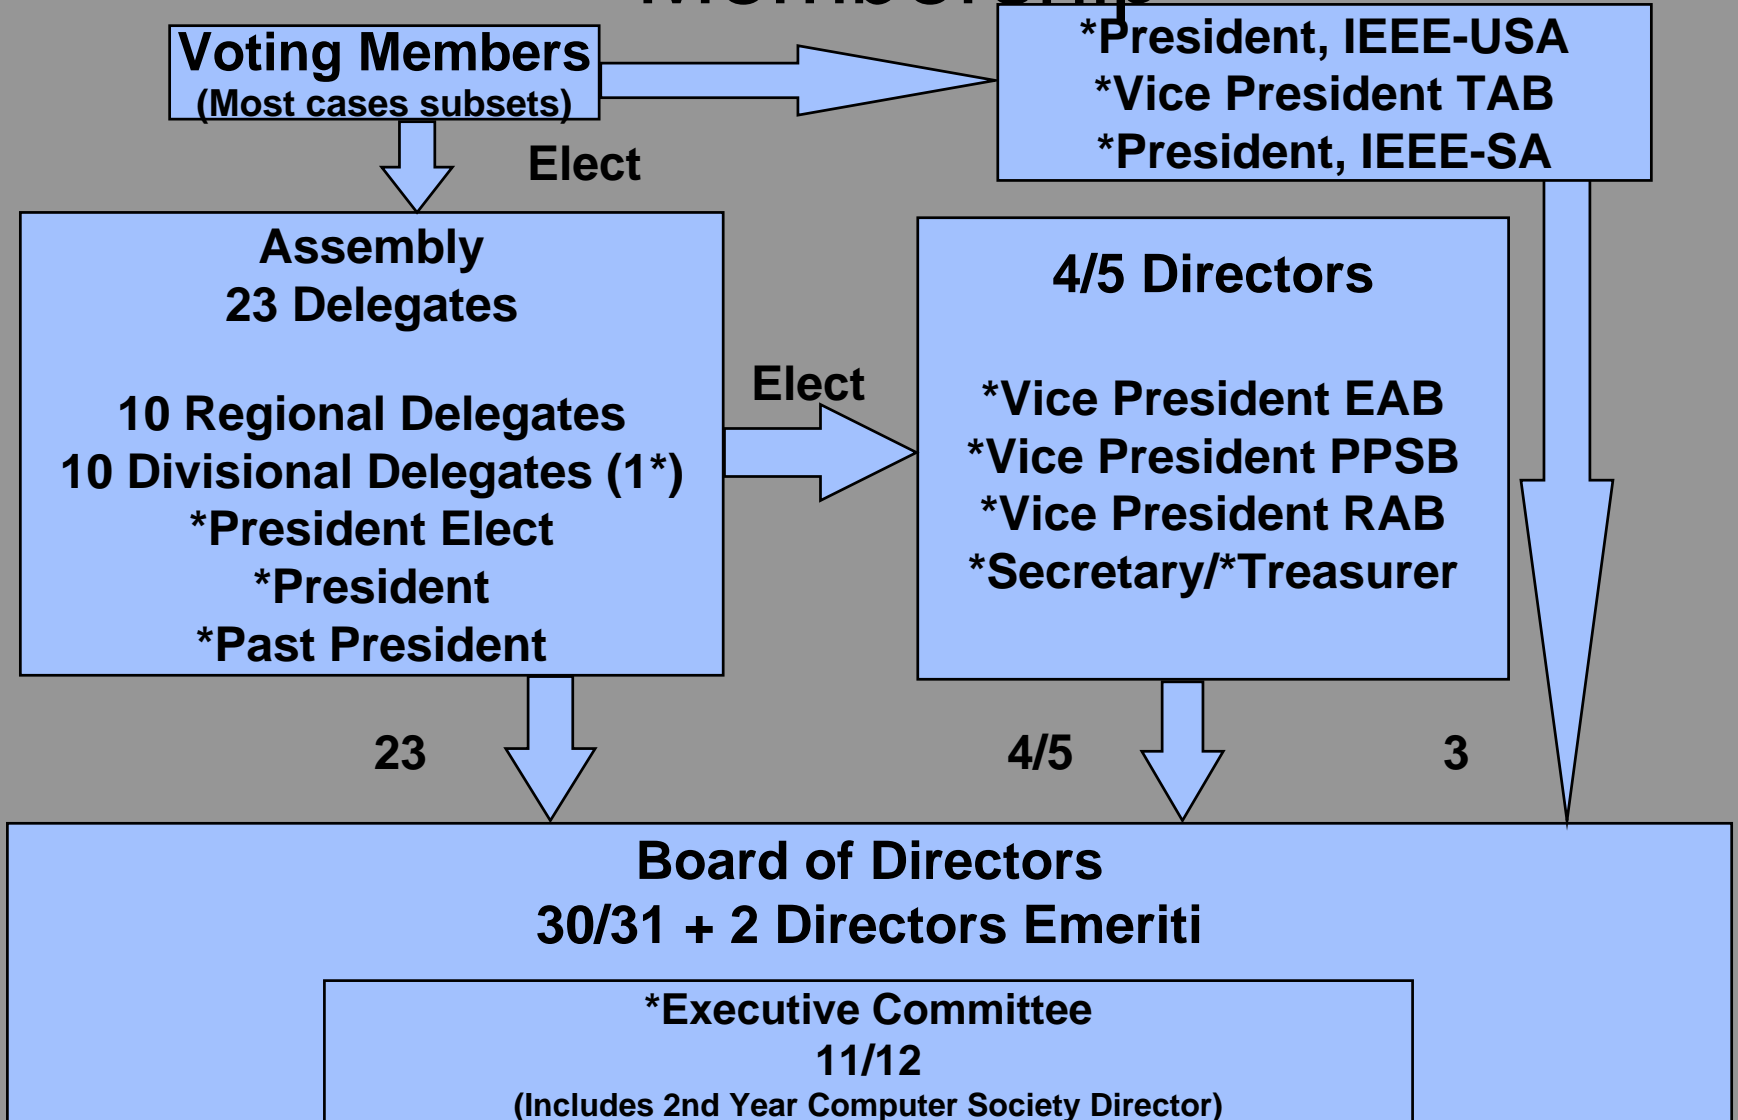 Membership
Voting Members
(Most cases subsets)
*President, IEEE-USA
*Vice President TAB
*President, IEEE-SA
Elect
Assembly
23 Delegates
10 Regional Delegates
10 Divisional Delegates (1*)
*President Elect
*President
*Past President
Elect
4/5 Directors
*Vice President EAB
*Vice President PPSB
*Vice President RAB
*Secretary/*Treasurer
23
4/5
3
Board of Directors
30/31 + 2 Directors Emeriti
*Executive Committee
11/12
(Includes 2nd Year Computer Society Director)